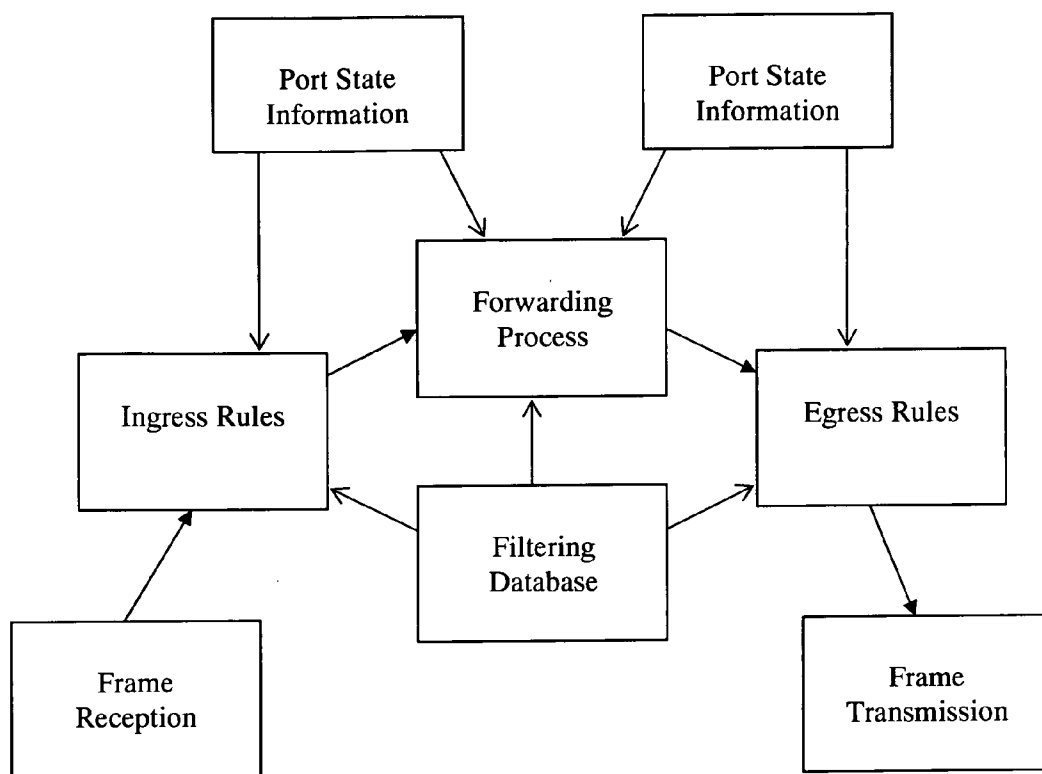 Port State
Information
Port State
Information
Forwarding
Process
Ingress Rules
Egress Rules
Filtering
Database
Frame
Reception
Frame
Transmission